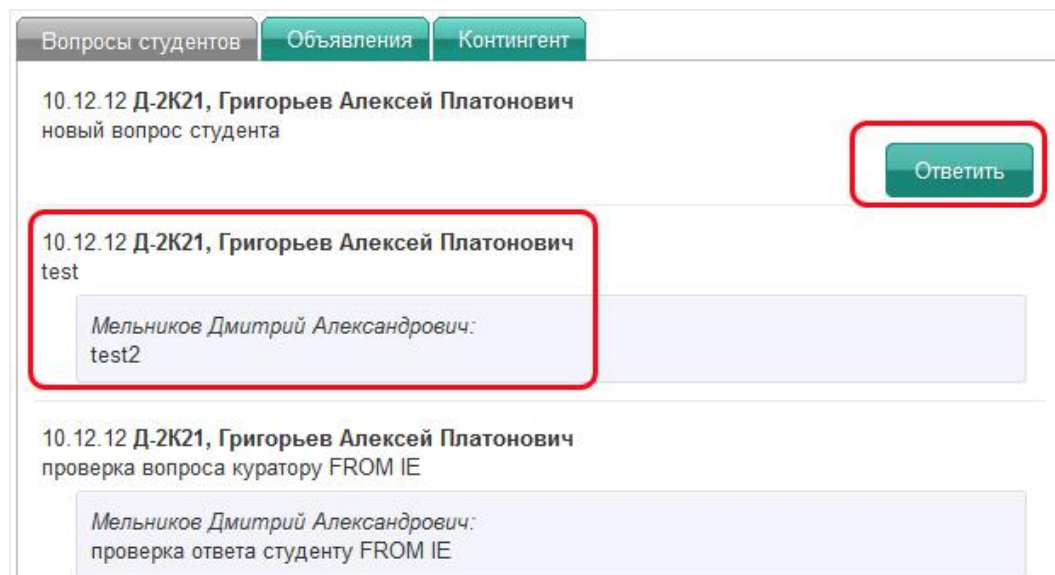 Вопросы студентов Объявления Контингент
10.12.12 Д-2К21, Григорьев Алексей Платонович
новый вопрос студента
Ответить
10.12.12 Д-2К21, Григорьев Алексей Платонович
test
Мельников Дмитрий Александрович:
test2
10.12.12 Д-2К21, Григорьев Алексей Платонович
проверка вопроса куратору FROM IE
Мельников Дмитрий Александрович:
проверка ответа студенту FROM IE